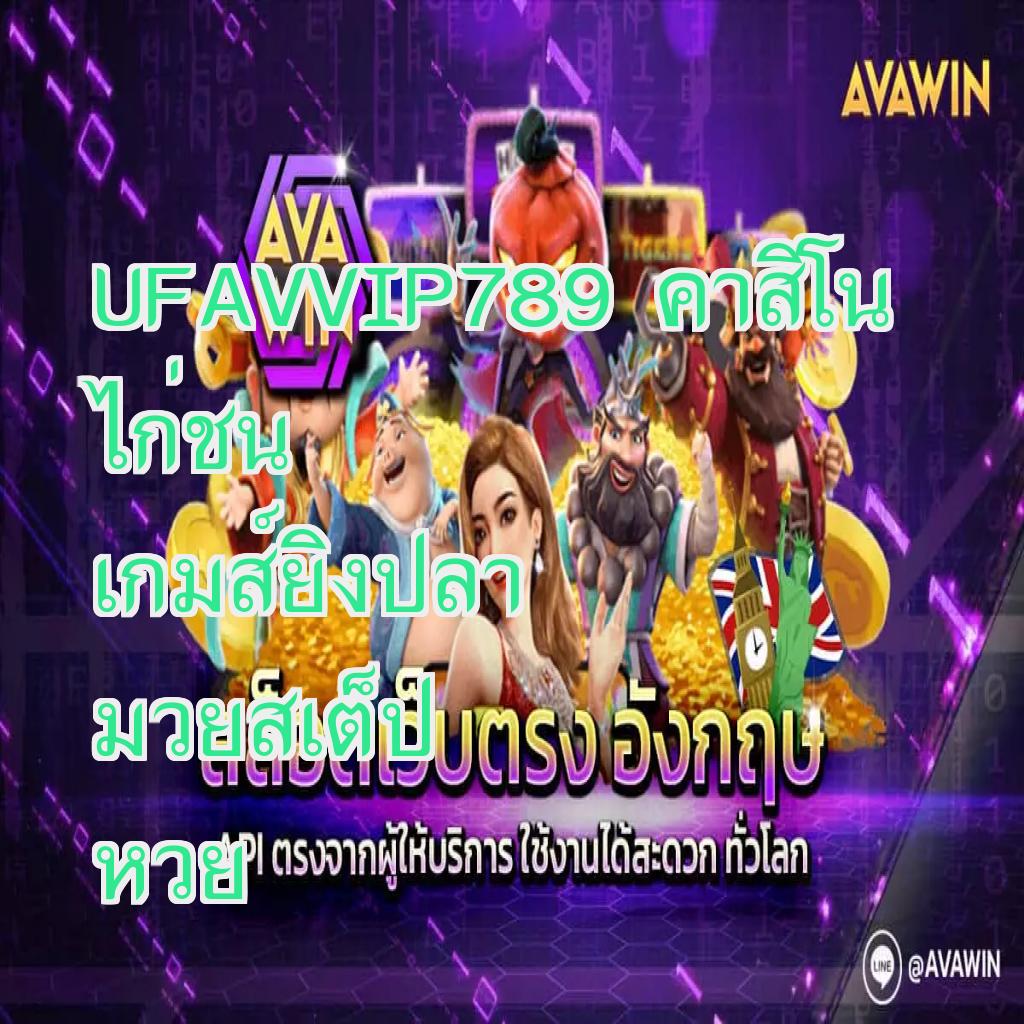 AVAWIN
AVA
WIN
TIGERS
UFAVVIP789 คาสิโน
ไก่ชน
เกมส์ยิงปลา
มวยสเต็ป
หวย
สล็อตเว็บตรง อังกฤษ
API ตรงจากผู้ให้บริการ ใช้งานได้สะดวก ทั่วโลก
LINE @AVAWIN